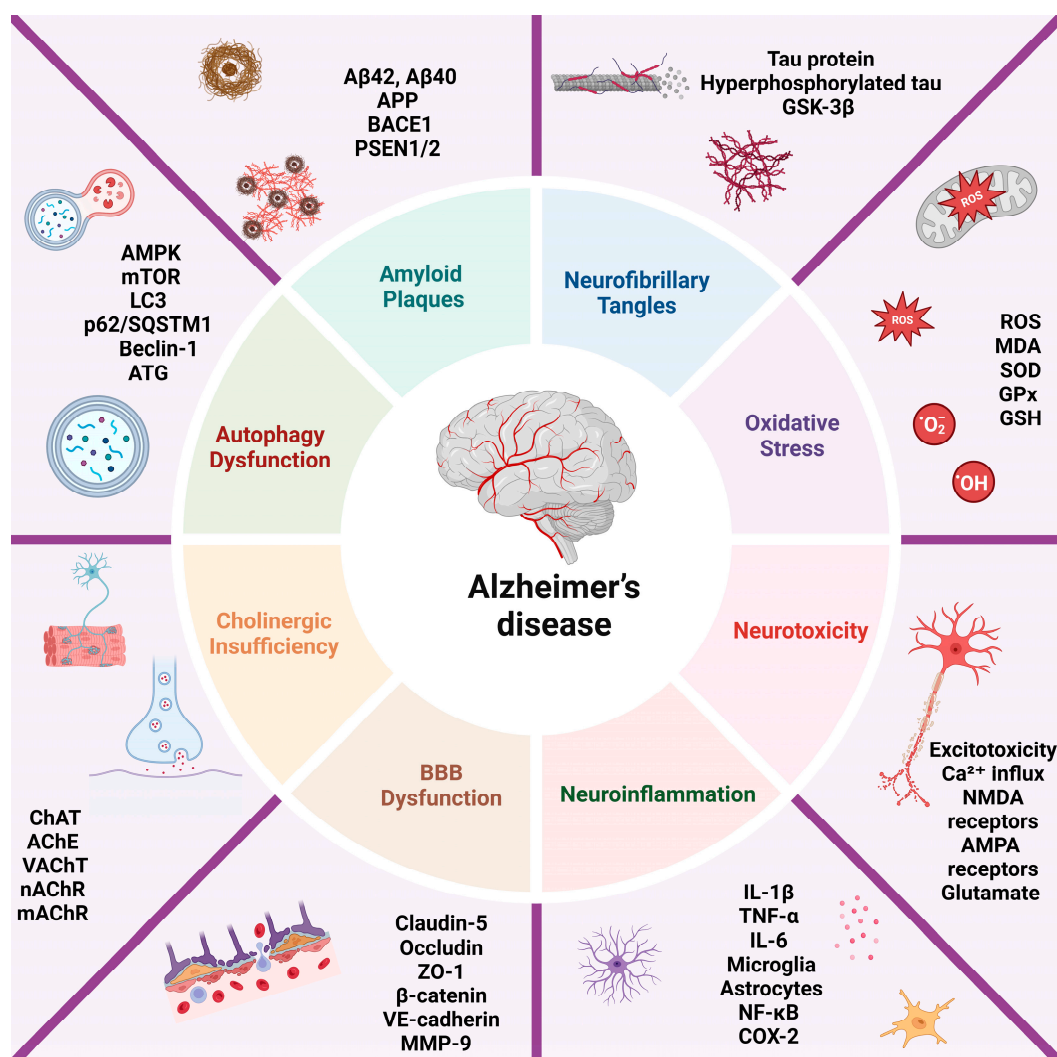 Aβ42, Aβ40
APP
BACE1
PSEN1/2
Tau protein
Hyperphosphorylated tau
GSK-3β
ROS
ROS
ROS
MDA
SOD
GPx
GSH
•O₂⁻
•OH
AMPK
mTOR
LC3
p62/SQSTM1
Beclin-1
ATG
Amyloid
Plaques
Neurofibrillary
Tangles
Oxidative
Stress
Autophagy
Dysfunction
Alzheimer's
disease
Cholinergic
Insufficiency
Neurotoxicity
BBB
Dysfunction
Neuroinflammation
Excitotoxicity
Ca²⁺ influx
NMDA
receptors
AMPA
receptors
Glutamate
ChAT
AChE
VAChT
nAChR
mAChR
Claudin-5
Occludin
ZO-1
β-catenin
VE-cadherin
MMP-9
IL-1β
TNF-α
IL-6
Microglia
Astrocytes
NF-κB
COX-2